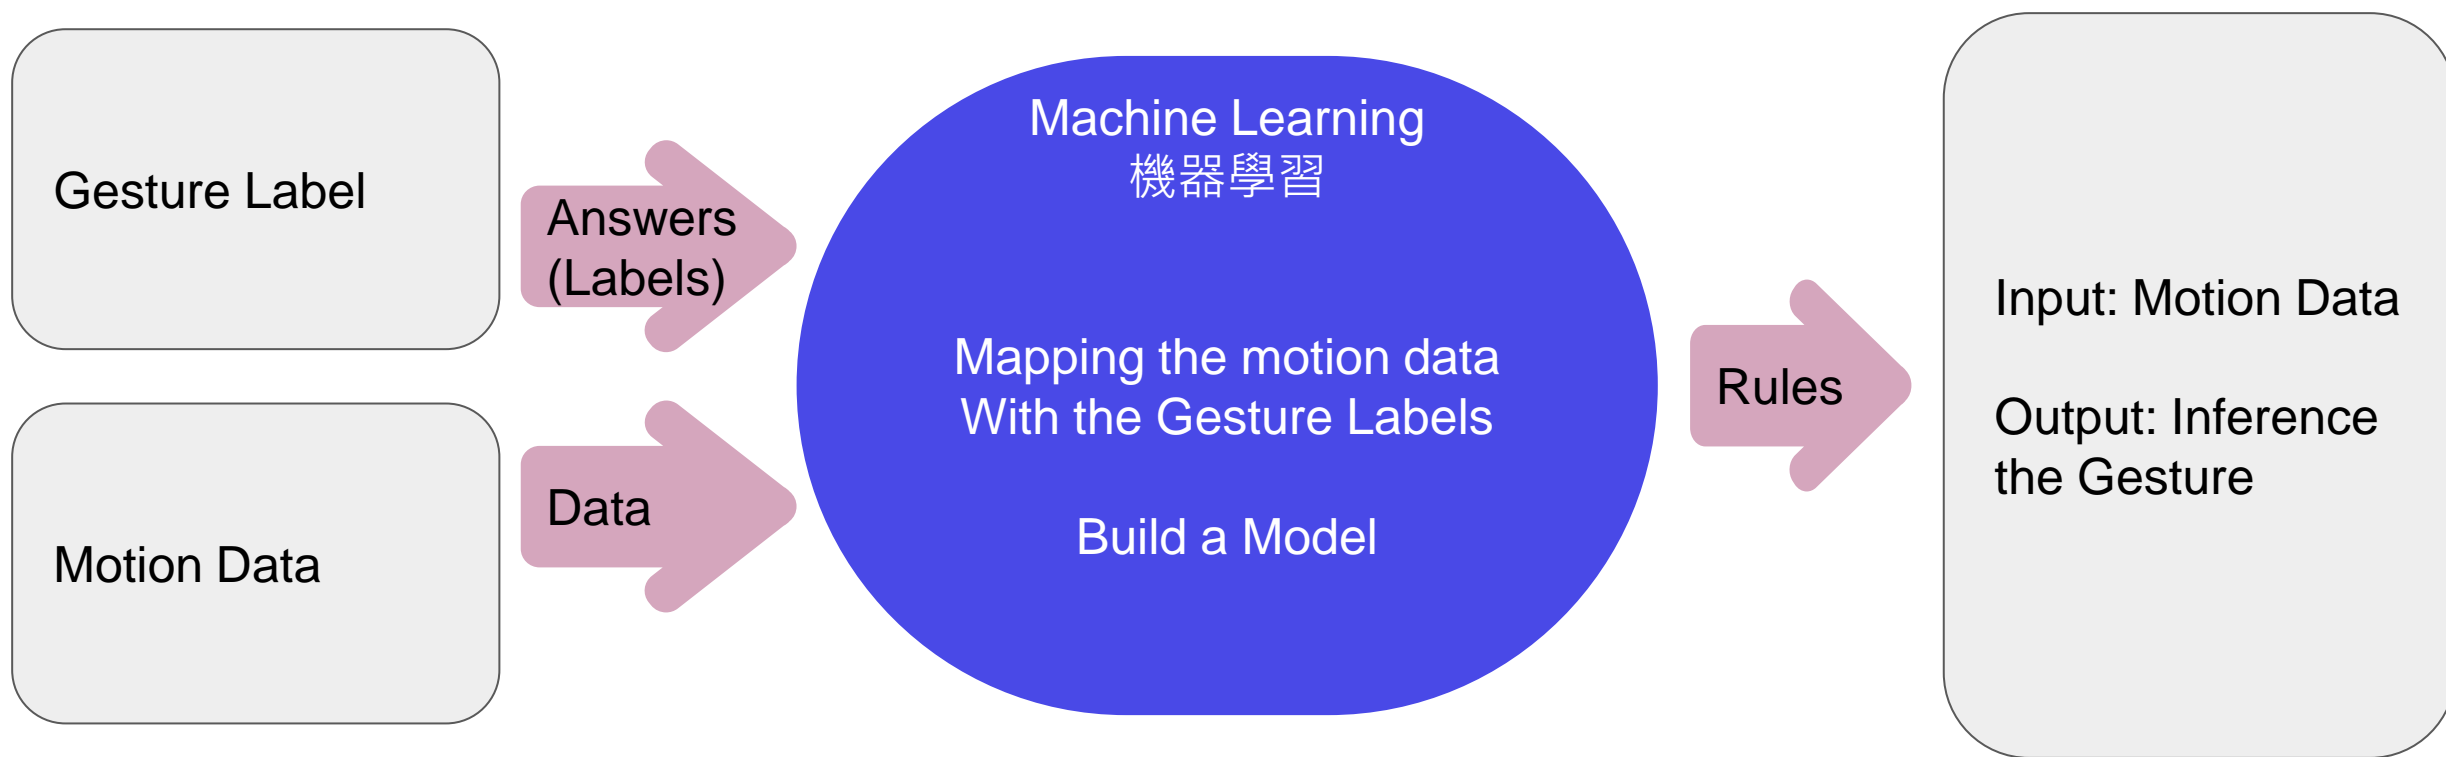 Gesture Label
Answers
(Labels)
Motion Data
Data
Machine Learning
機器學習
Mapping the motion data
With the Gesture Labels
Build a Model
Rules
Input: Motion Data
Output: Inference
the Gesture